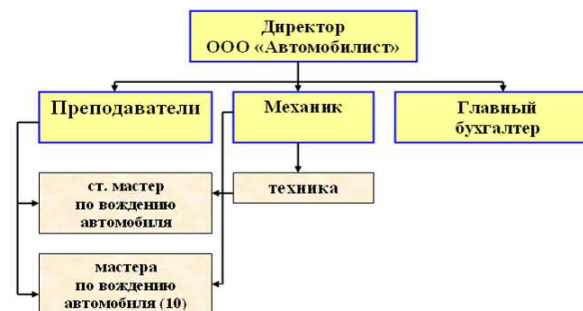 Директор
ООО «Автомобилист»
Преподаватели
Механик
Главный
бухгалтер
ст. мастер
по вождению
автомобиля
техника
мастера
по вождению
автомобиля (10)